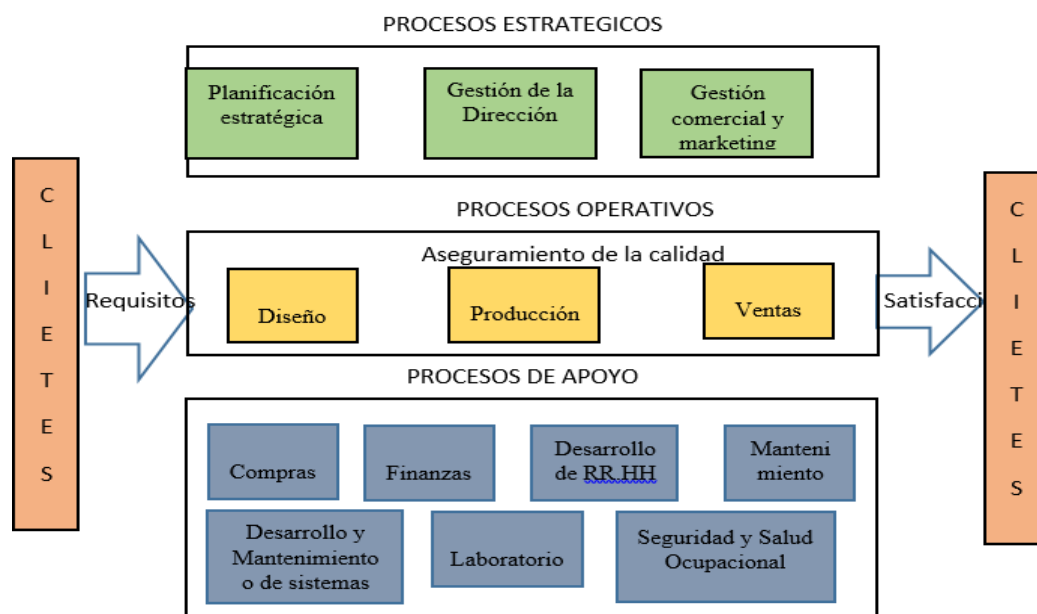 PROCESOS ESTRATEGICOS
Planificación
estratégica
Gestión de la
Dirección
Gestión
comercial y
marketing
C
L
I
E
T
E
S
Requisitos
PROCESOS OPERATIVOS
Aseguramiento de la calidad
Diseño
Producción
Ventas
Satisfacci
C
L
I
E
T
E
S
PROCESOS DE APOYO
Compras
Finanzas
Desarrollo
de RR.HH
Manteni
miento
Desarrollo y
Mantenimiento
o de sistemas
Laboratorio
Seguridad y Salud
Ocupacional